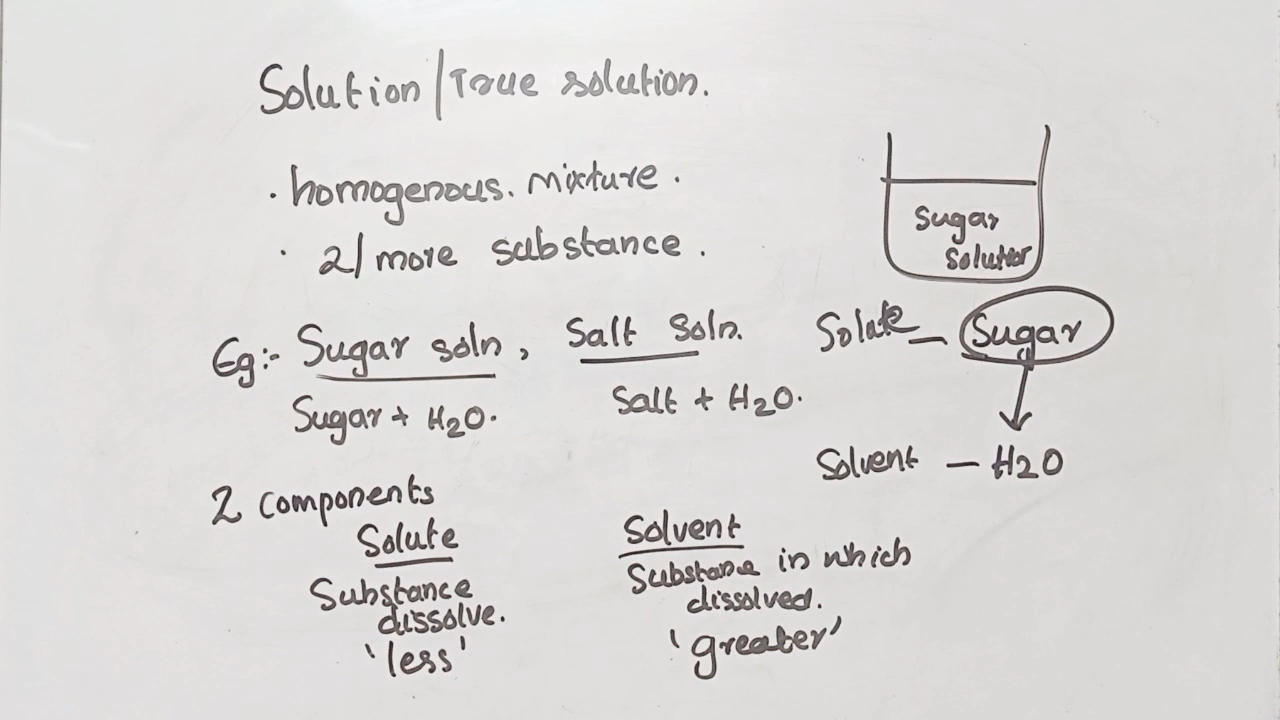 Solution/True solution.
· homogenous. mixture.
· 2/more substance.
Eg:- Sugar soln, Salt Soln.
Sugar + H2O.
Salt + H2O.
2 components
Solute
Substance
dissolve.
'less'
Solvent
Substance in which
dissolved.
'greater'
Sugar
Solution
Solute - Sugar
Solvent - H2O